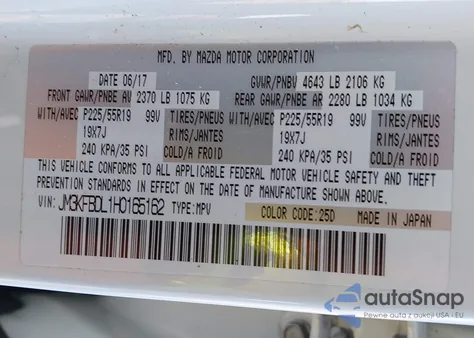 MFD. BY MAZDA MOTOR CORPORATION
DATE 06/17 GVWR/PNBV 4643 LB 2106 KG
FRONT GAWR/PNBE AV 2370 LB 1075 KG REAR GAWR/PNBE AR 2280 LB 1034 KG
WITH/AVEC P225/55R19 99V TIRES/PNEUS WITH/AVEC P225/55R19 99V TIRES/PNEUS
19X7J RIMS/JANTES 19X7J RIMS/JANTES
240 KPA/35 PSI COLD/A FROID 240 KPA/35 PSI COLD/A FROID
THIS VEHICLE CONFORMS TO ALL APPLICABLE FEDERAL MOTOR VEHICLE SAFETY AND THEFT
PREVENTION STANDARDS IN EFFECT ON THE DATE OF MANUFACTURE SHOWN ABOVE.
VIN: JM3KFBDL1H0165162 TYPE: MPV COLOR CODE: 25D MADE IN JAPAN
autoSnap
Pewne auta z aukcji USA i EU